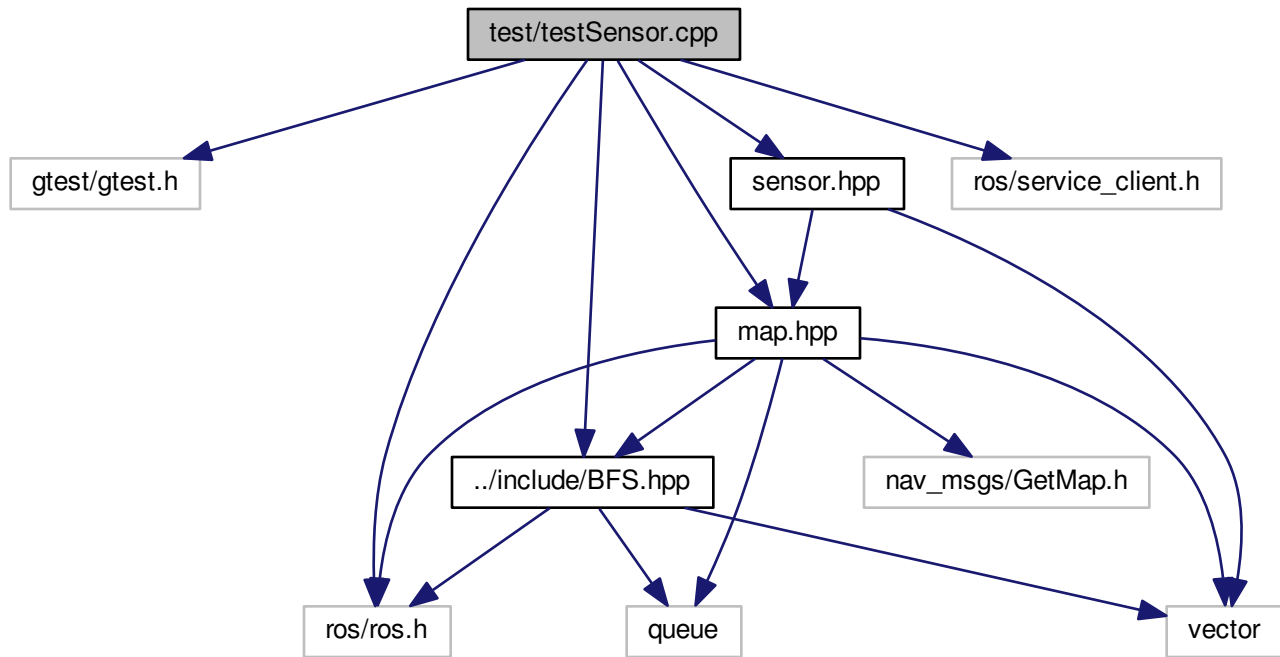 test/testSensor.cpp
gtest/gtest.h
sensor.hpp
ros/service_client.h
map.hpp
../include/BFS.hpp
nav_msgs/GetMap.h
ros/ros.h
queue
vector